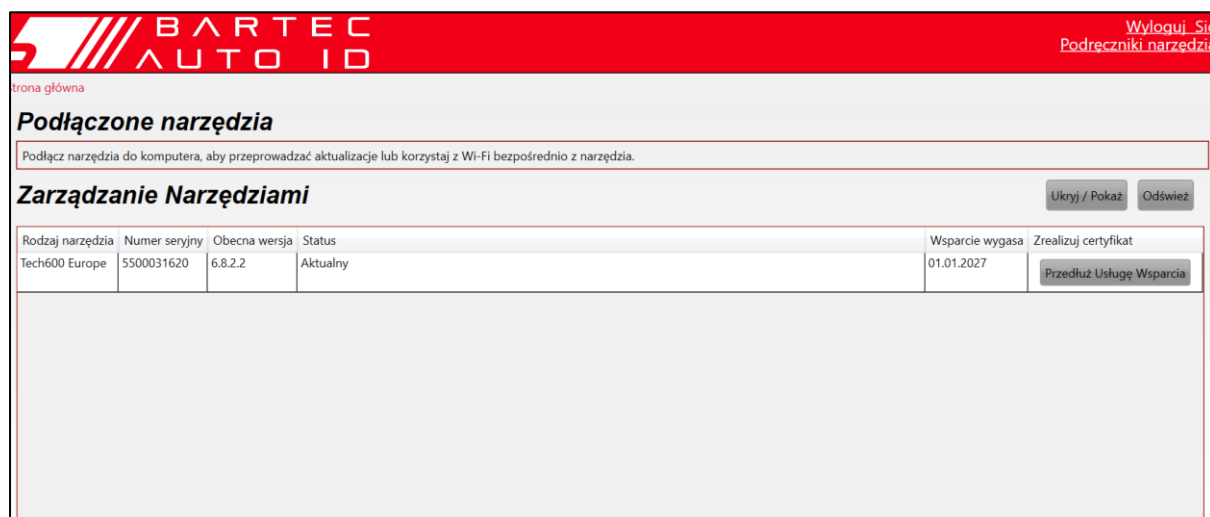 BARTEC
AUTO ID
Wyloguj Się
Podręczniki narzędzia
Strona główna
Podłączone narzędzia
Podłącz narzędzia do komputera, aby przeprowadzać aktualizacje lub korzystaj z Wi-Fi bezpośrednio z narzędzia.
Zarządzanie Narzędziami
Ukryj / Pokaż Odśwież
Rodzaj narzędzia Numer seryjny Obecna wersja Status Wsparcie wygasa Zrealizuj certyfikat
Tech600 Europe 5500031620 6.8.2.2 Aktualny 01.01.2027 Przedłuż Usługę Wsparcia